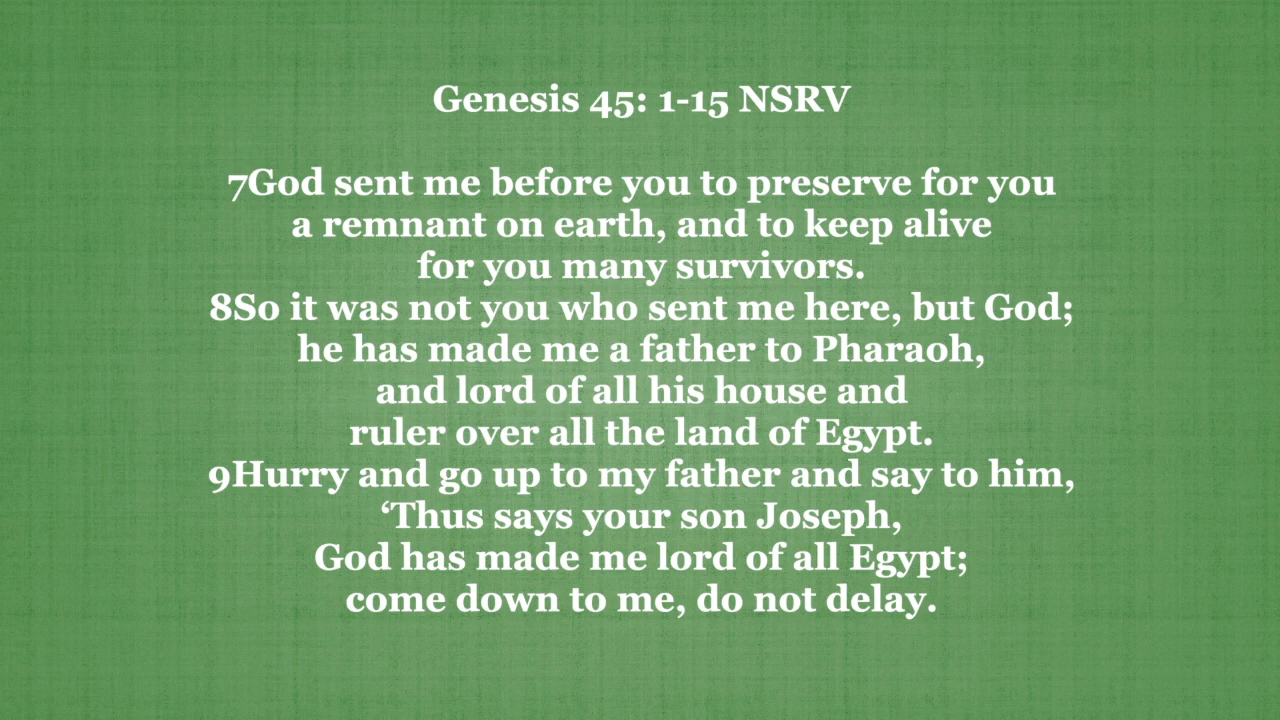 Genesis 45: 1-15 NSRV
7God sent me before you to preserve for you
a remnant on earth, and to keep alive
for you many survivors.
8So it was not you who sent me here, but God;
he has made me a father to Pharaoh,
and lord of all his house and
ruler over all the land of Egypt.
9Hurry and go up to my father and say to him,
‘Thus says your son Joseph,
God has made me lord of all Egypt;
come down to me, do not delay.